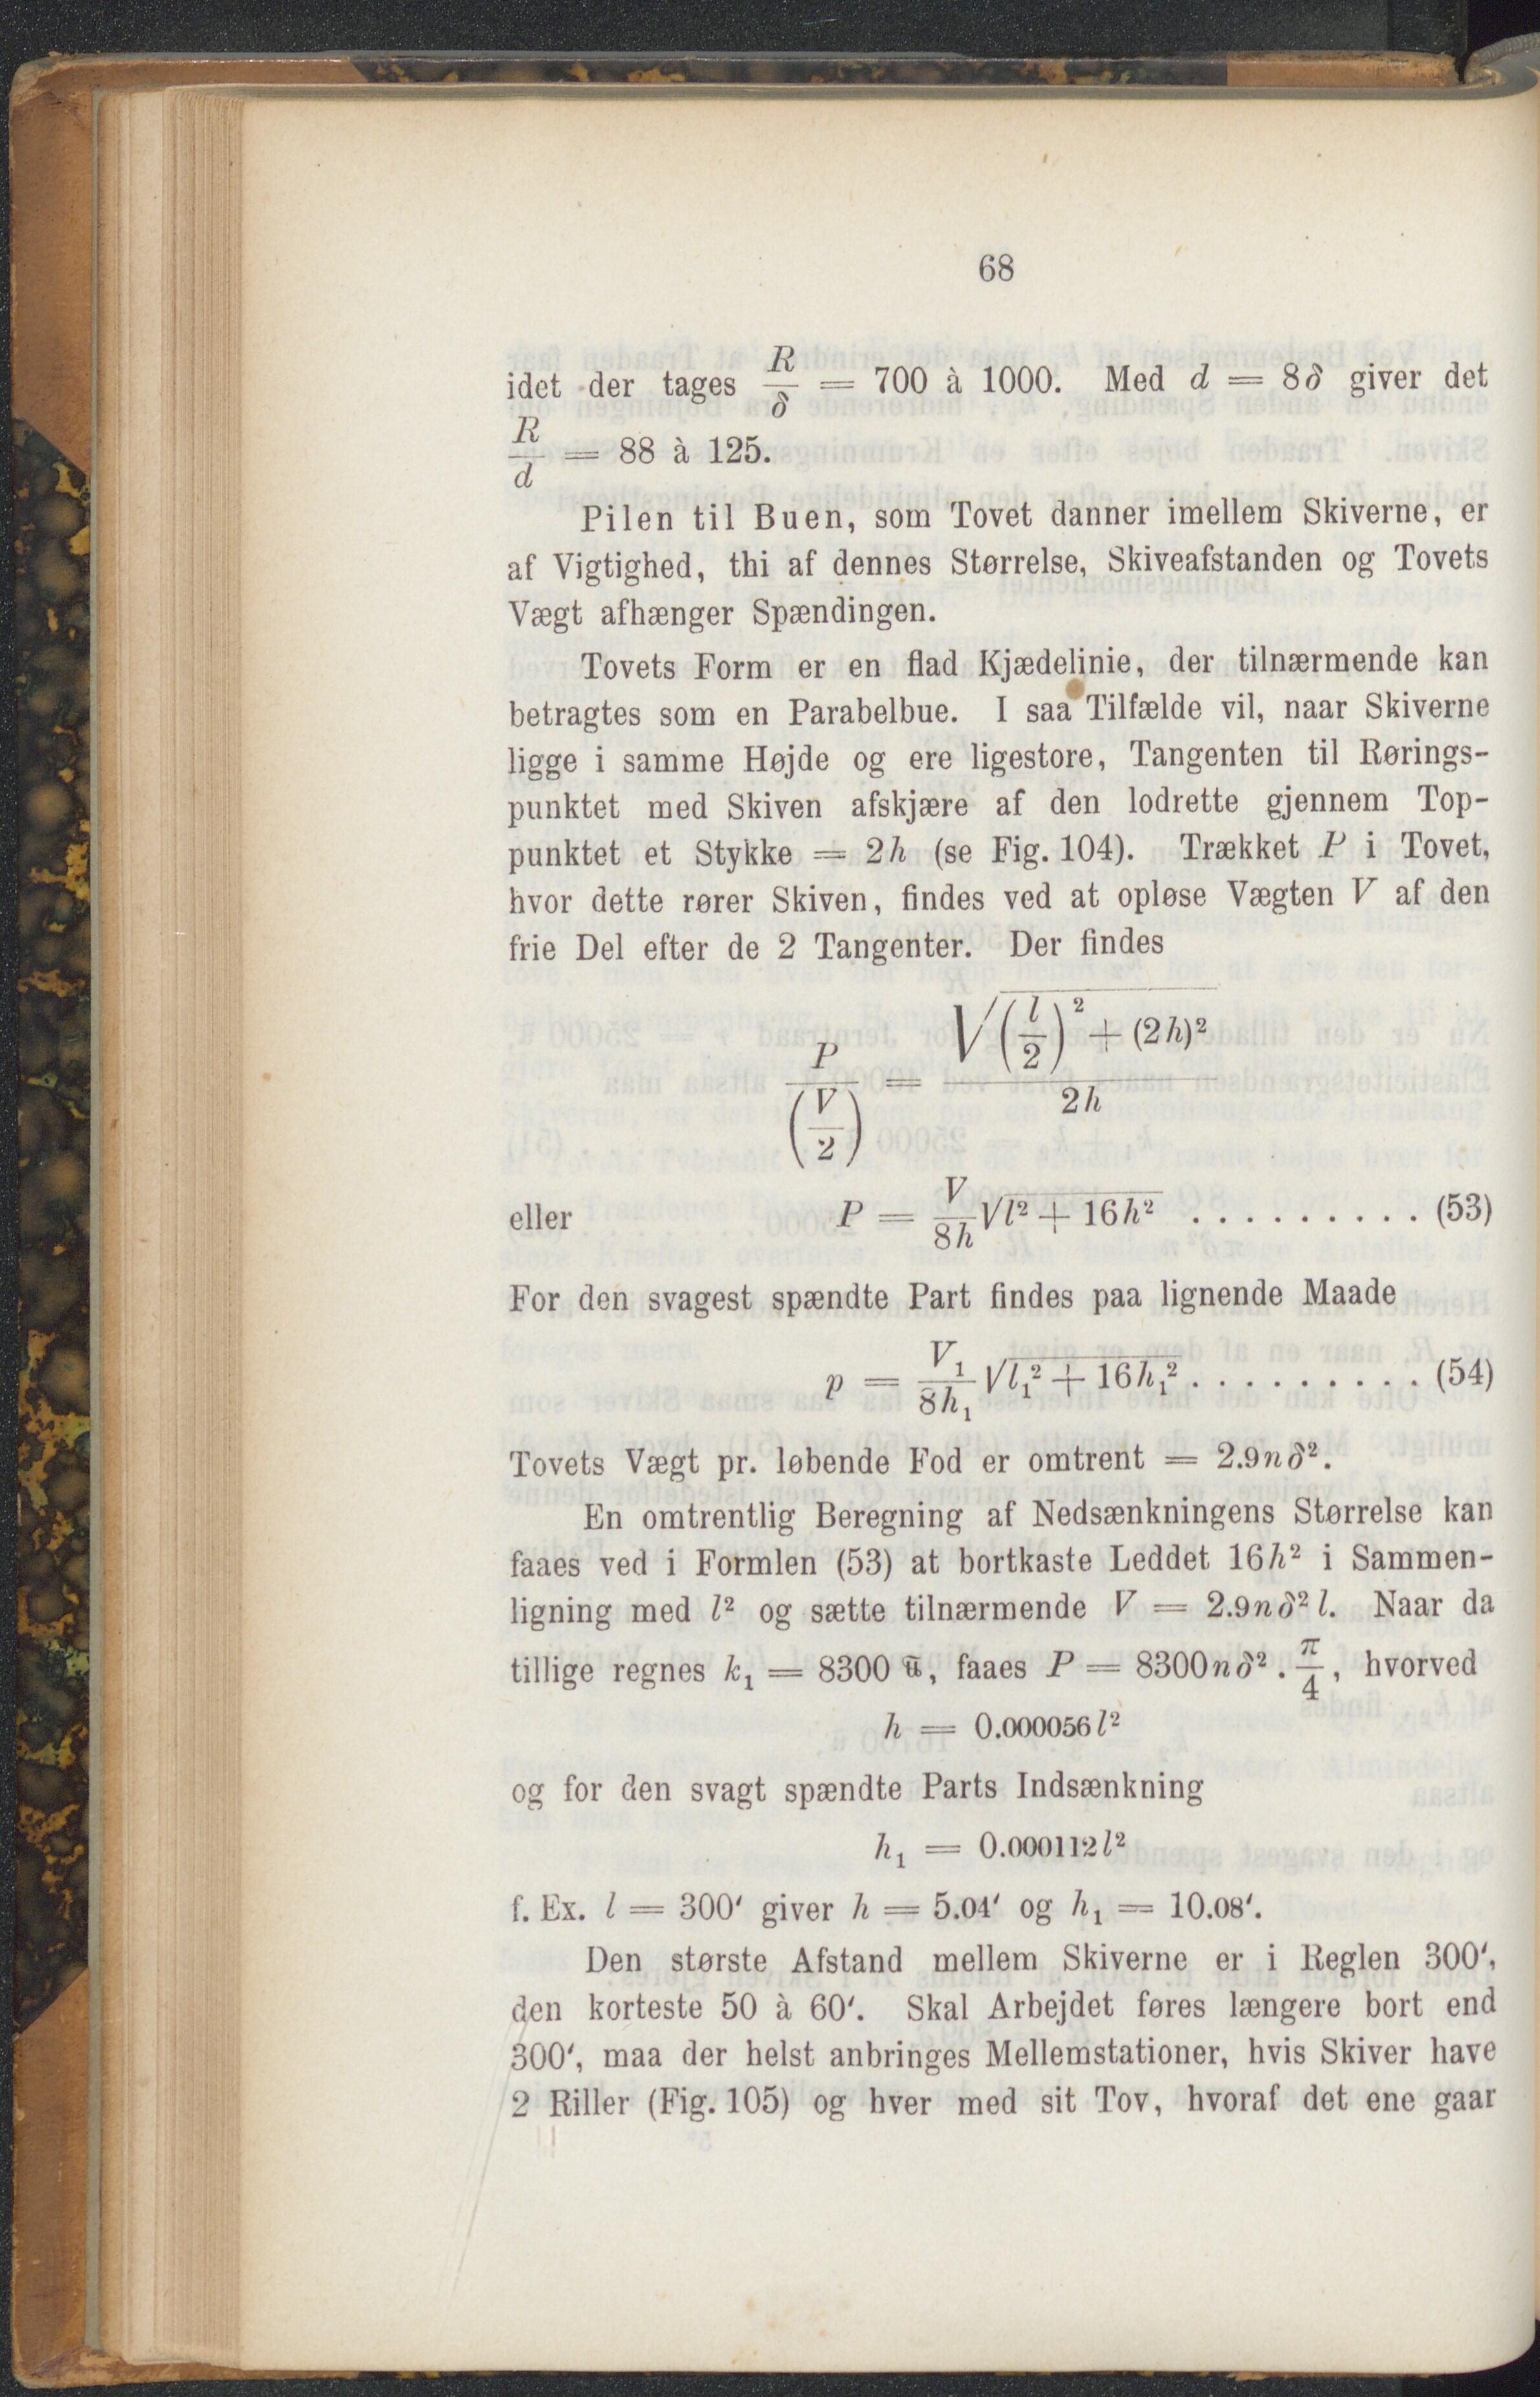 68
idet der tages R/δ = 700 à 1000. Med d = 8δ giver det
R/d = 88 à 125.
Pilen til Buen, som Tovet danner imellem Skiverne, er
af Vigtighed, thi af dennes Størrelse, Skiveafstanden og Tovets
Vægt afhænger Spændingen.
Tovets Form er en flad Kjædelinie, der tilnærmende kan
betragtes som en Parabelbue. I saa Tilfælde vil, naar Skiverne
ligge i samme Højde og ere ligestore, Tangenten til Rørings-
punktet med Skiven afskjære af den lodrette gjennem Top-
punktet et Stykke = 2h (se Fig. 104). Trækket P i Tovet,
hvor dette rører Skiven, findes ved at opløse Vægten V af den
frie Del efter de 2 Tangenter. Der findes
P/(V/2) = √((l/2)² + (2h)²)/2h
eller P = V/8h √(l² + 16h²) . . . . . . . . . (53)
For den svagest spændte Part findes paa lignende Maade
p = V₁/8h₁ √(l₁² + 16h₁²) . . . . . . . . . (54)
Tovets Vægt pr. løbende Fod er omtrent = 2.9nδ².
En omtrentlig Beregning af Nedsænkningens Størrelse kan
faaes ved i Formlen (53) at bortkaste Leddet 16h² i Sammen-
ligning med l² og sætte tilnærmende V = 2.9nδ²l. Naar da
tillige regnes k₁ = 8300 ℔, faaes P = 8300nδ² . π/4, hvorved
h = 0.000056 l²
og for den svagt spændte Parts Indsænkning
h₁ = 0.000112 l²
f. Ex. l = 300′ giver h = 5.04′ og h₁ = 10.08′.
Den største Afstand mellem Skiverne er i Reglen 300′,
den korteste 50 à 60′. Skal Arbejdet føres længere bort end
300′, maa der helst anbringes Mellemstationer, hvis Skiver have
2 Riller (Fig. 105) og hver med sit Tov, hvoraf det ene gaar